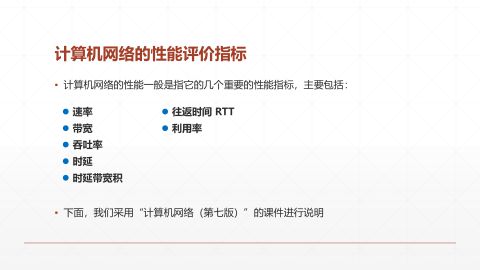 计算机网络的性能评价指标
计算机网络的性能一般是指它的几个重要的性能指标，主要包括：
速率
带宽
吞吐率
时延
时延带宽积
往返时间 RTT
利用率
下面，我们采用“计算机网络（第七版）”的课件进行说明